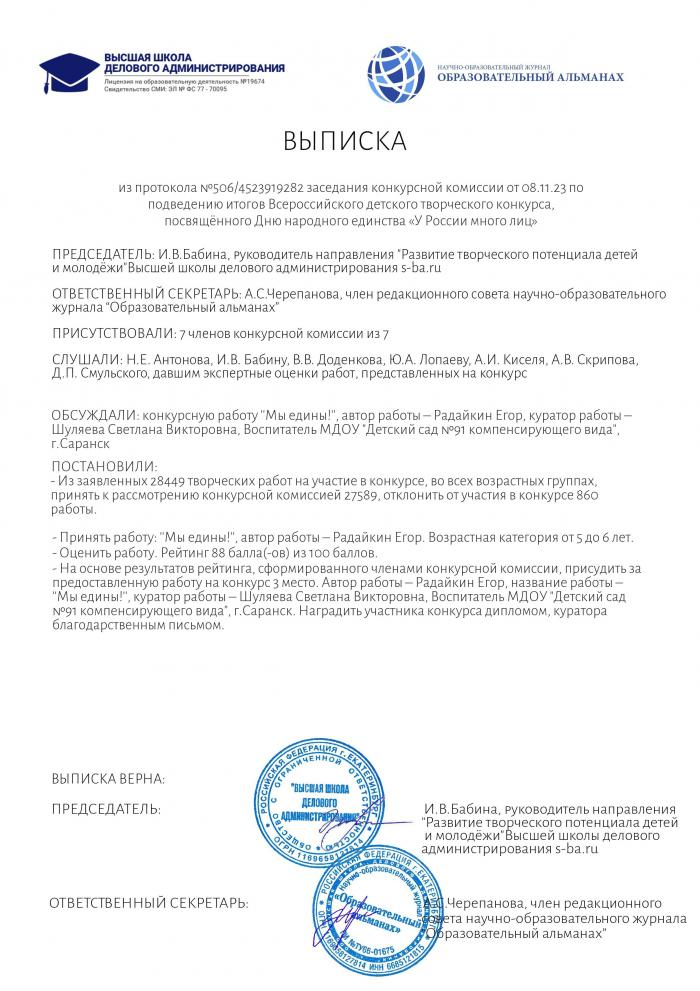 ВЫСШАЯ ШКОЛА
ДЕЛОВОГО АДМИНИСТРИРОВАНИЯ
Лицензия на образовательную деятельность №19674
Свидетельство СМИ: ЭЛ № ФС 77 - 70095
НАУЧНО-ОБРАЗОВАТЕЛЬНЫЙ ЖУРНАЛ
ОБРАЗОВАТЕЛЬНЫЙ АЛЬМАНАХ
ВЫПИСКА
из протокола №506/4523919282 заседания конкурсной комиссии от 08.11.23 по
подведению итогов Всероссийского детского творческого конкурса,
посвящённого Дню народного единства «У России много лиц»
ПРЕДСЕДАТЕЛЬ: И.В.Бабина, руководитель направления "Развитие творческого потенциала детей
и молодёжи"Высшей школы делового администрирования s-ba.ru
ОТВЕТСТВЕННЫЙ СЕКРЕТАРЬ: А.С.Черепанова, член редакционного совета научно-образовательного
журнала "Образовательный альманах"
ПРИСУТСТВОВАЛИ: 7 членов конкурсной комиссии из 7
СЛУШАЛИ: Н.Е. Антонова, И.В. Бабину, В.В. Доденкова, Ю.А. Лопаеву, А.И. Киселя, А.В. Скрипова,
Д.П. Смульского, давшим экспертные оценки работ, представленных на конкурс
ОБСУЖДАЛИ: конкурсную работу "Мы едины!", автор работы – Радайкин Егор, куратор работы –
Шуляева Светлана Викторовна, Воспитатель МДОУ "Детский сад №91 компенсирующего вида",
г.Саранск
ПОСТАНОВИЛИ:
- Из заявленных 28449 творческих работ на участие в конкурсе, во всех возрастных группах,
принять к рассмотрению конкурсной комиссией 27589, отклонить от участия в конкурсе 860
работы.
- Принять работу: "Мы едины!", автор работы – Радайкин Егор. Возрастная категория от 5 до 6 лет.
- Оценить работу. Рейтинг 88 балла(-ов) из 100 баллов.
- На основе результатов рейтинга, сформированного членами конкурсной комиссии, присудить за
предоставленную работу на конкурс 3 место. Автор работы – Радайкин Егор, название работы –
"Мы едины!", куратор работы – Шуляева Светлана Викторовна, Воспитатель МДОУ "Детский сад
№91 компенсирующего вида", г.Саранск. Наградить участника конкурса дипломом, куратора
благодарственным письмом.
ВЫПИСКА ВЕРНА:
ПРЕДСЕДАТЕЛЬ:
И.В.Бабина, руководитель направления
"Развитие творческого потенциала детей
и молодёжи"Высшей школы делового
администрирования s-ba.ru
РОССИЙСКАЯ ФЕДЕРАЦИЯ г. ЕКАТЕРИНБУРГ
ОБЩЕСТВО С ОГРАНИЧЕННОЙ ОТВЕТСТВЕННОСТЬЮ
"ВЫСШАЯ ШКОЛА
ДЕЛОВОГО
АДМИНИСТРИРОВАНИЯ"
ОГРН 1169658127814
ОТВЕТСТВЕННЫЙ СЕКРЕТАРЬ:
А.С.Черепанова, член редакционного
совета научно-образовательного журнала
"Образовательный альманах"
РОССИЙСКАЯ ФЕДЕРАЦИЯ г. ЕКАТЕРИНБУРГ
Научно-образовательный журнал
«Образовательный
альманах»
№ТУ66-01675
ОГРН 1169658127814 ИНН 6685121815